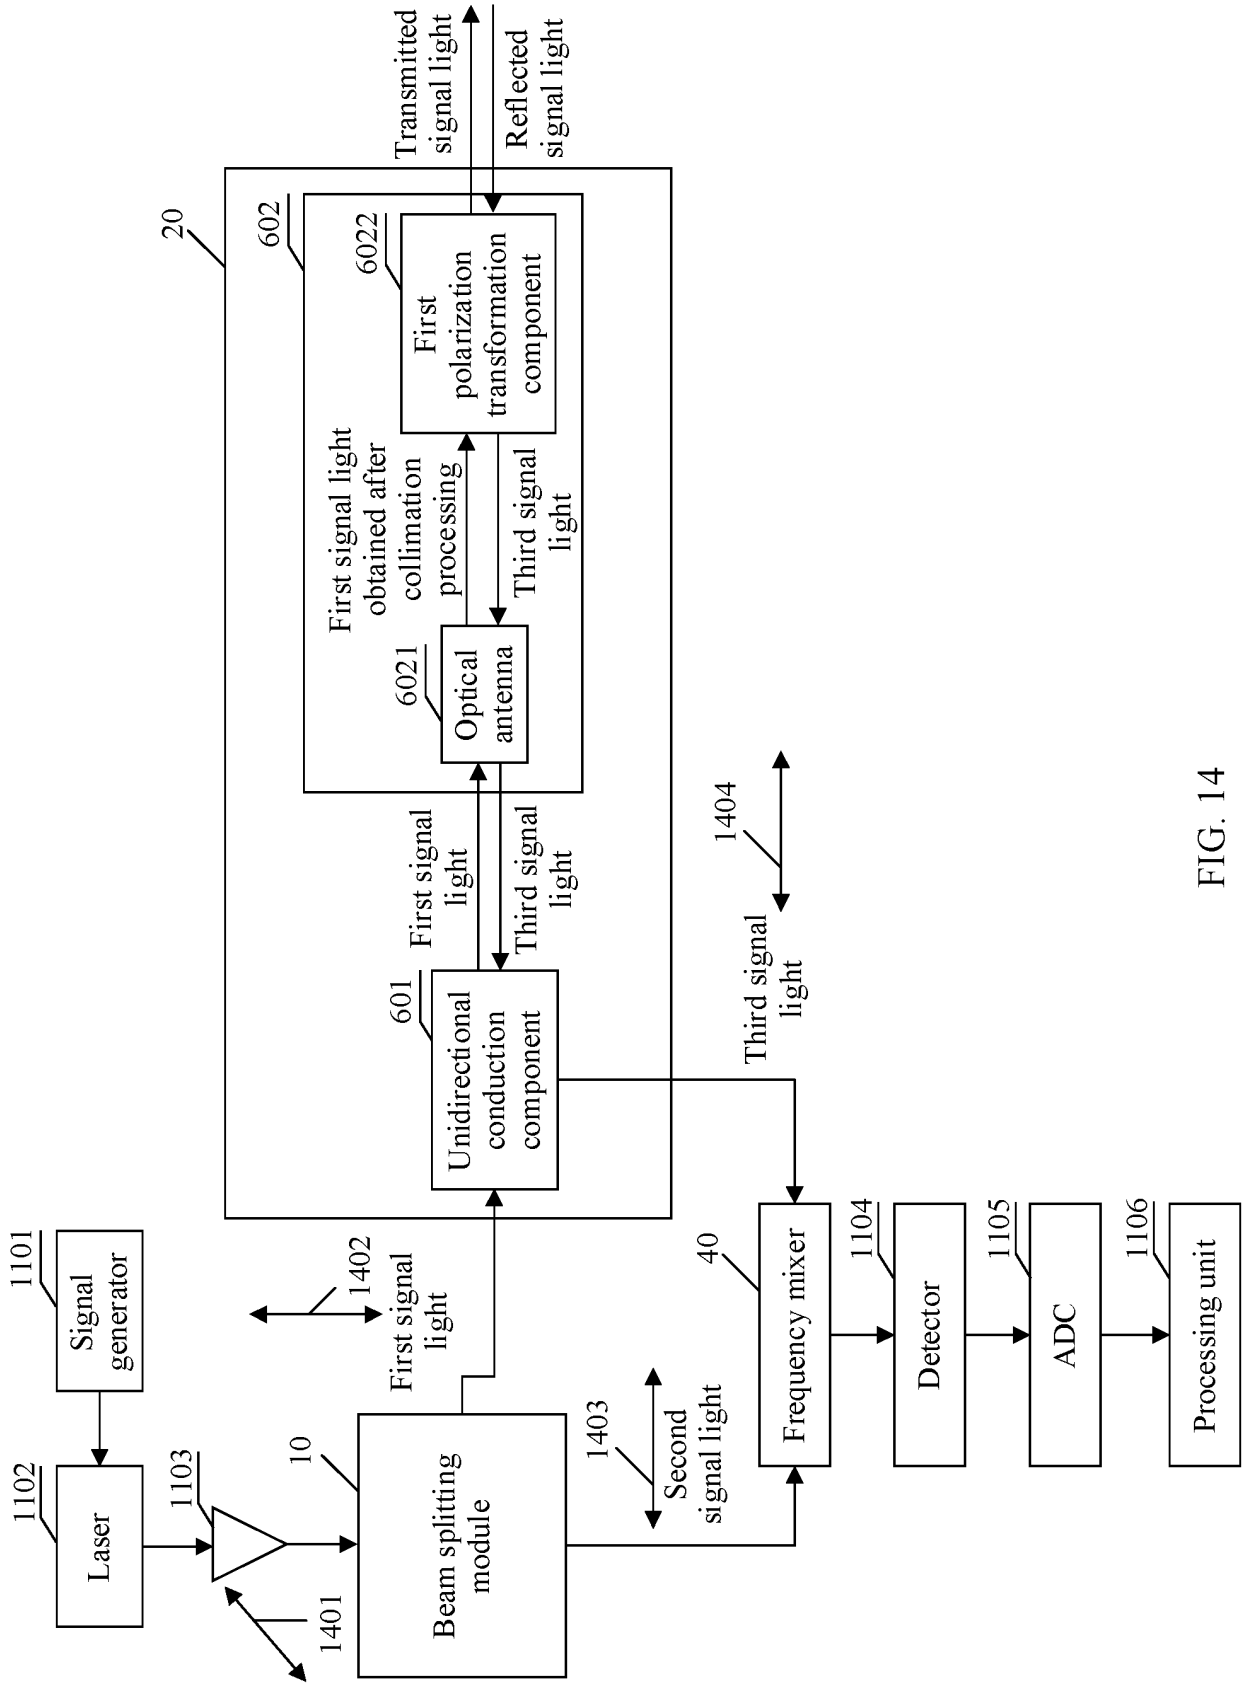 1101
Signal
generator
1102
Laser
1103
1401
10
Beam splitting
module
1402
First signal
light
1403
Second
signal light
20
601
Unidirectional
conduction
component
First signal
light
Third signal
light
602
6021
Optical
antenna
First signal light
obtained after
collimation
processing
Third signal
light
6022
First
polarization
transformation
component
Transmitted
signal light
Reflected
signal light
Third signal
light
1404
40
Frequency mixer
1104
Detector
1105
ADC
1106
Processing unit
FIG. 14